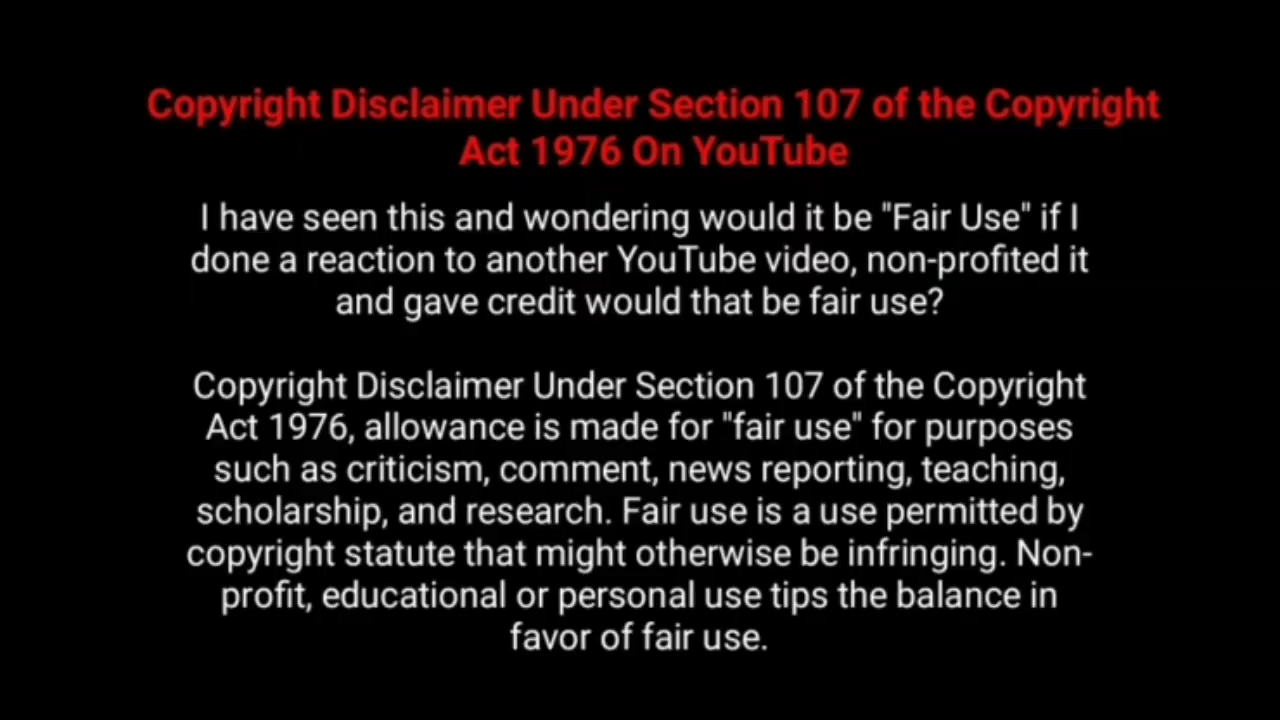 Copyright Disclaimer Under Section 107 of the Copyright
Act 1976 On YouTube
I have seen this and wondering would it be "Fair Use" if I
done a reaction to another YouTube video, non-profited it
and gave credit would that be fair use?
Copyright Disclaimer Under Section 107 of the Copyright
Act 1976, allowance is made for "fair use" for purposes
such as criticism, comment, news reporting, teaching,
scholarship, and research. Fair use is a use permitted by
copyright statute that might otherwise be infringing. Non-
profit, educational or personal use tips the balance in
favor of fair use.